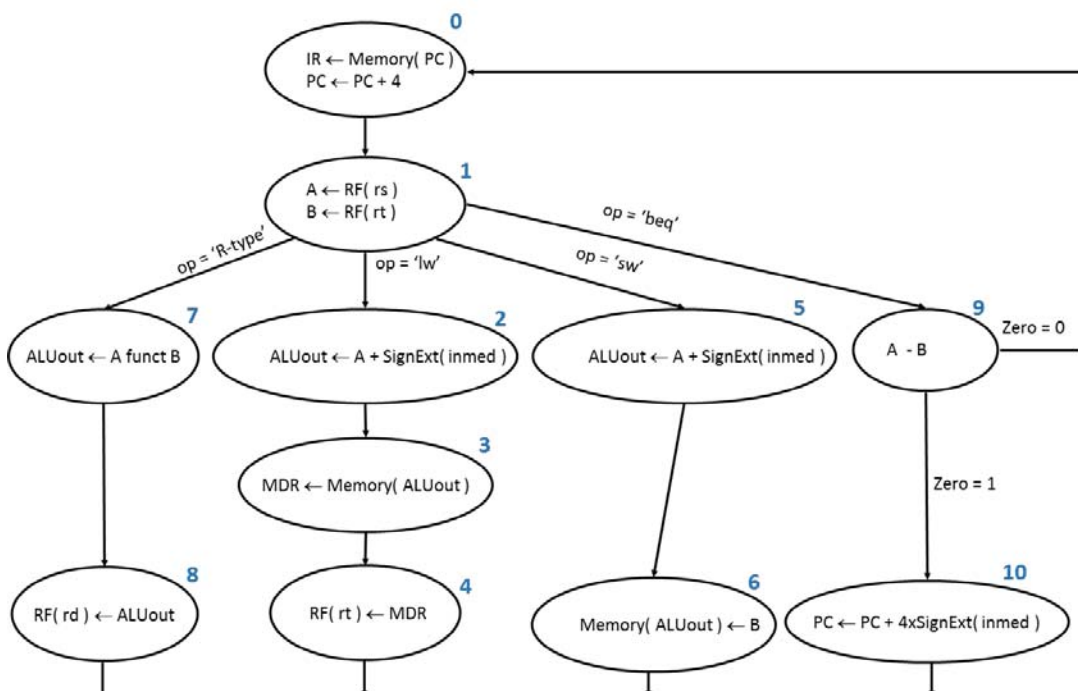 0
IR ← Memory( PC )
PC ← PC + 4
1
A ← RF( rs )
B ← RF( rt )
op = 'R-type'
op = 'lw'
op = 'sw'
op = 'beq'
7
ALUout ← A funct B
2
ALUout ← A + SignExt( inmed )
5
ALUout ← A + SignExt( inmed )
9
A - B
Zero = 0
3
MDR ← Memory( ALUout )
Zero = 1
8
RF( rd ) ← ALUout
4
RF( rt ) ← MDR
6
Memory( ALUout ) ← B
10
PC ← PC + 4xSignExt( inmed )